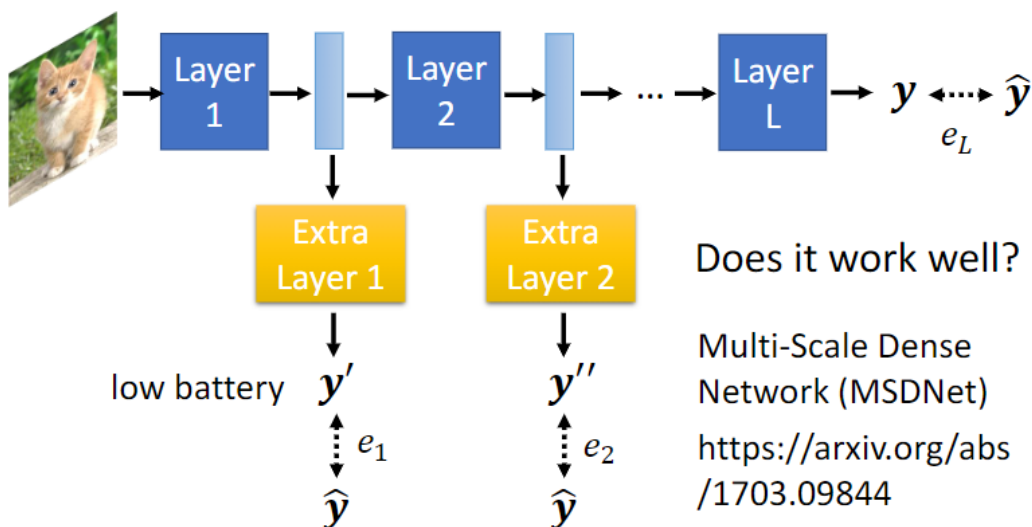 Layer
1
Layer
2
...
Layer
L
y
ŷ
e_L
Extra
Layer 1
Extra
Layer 2
Does it work well?
low battery
y′
y′′
Multi-Scale Dense
Network (MSDNet)
e_1
e_2
https://arxiv.org/abs
/1703.09844
ŷ
ŷ